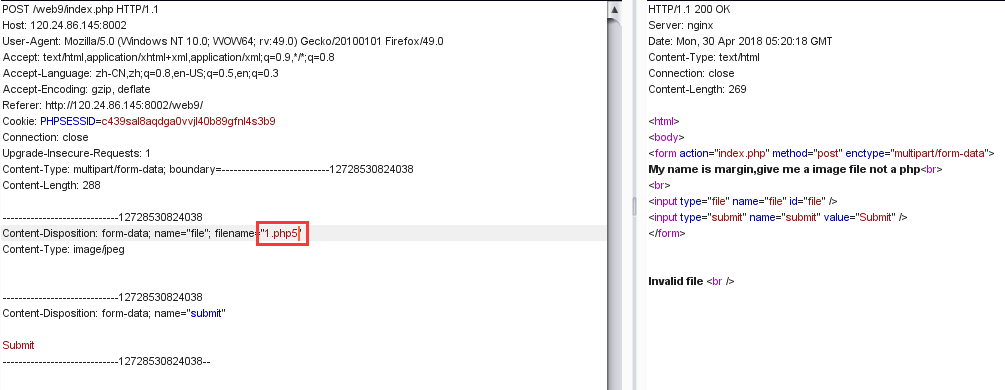 POST /web9/index.php HTTP/1.1
Host: 120.24.86.145:8002
User-Agent: Mozilla/5.0 (Windows NT 10.0; WOW64; rv:49.0) Gecko/20100101 Firefox/49.0
Accept: text/html,application/xhtml+xml,application/xml;q=0.9,*/*;q=0.8
Accept-Language: zh-CN,zh;q=0.8,en-US;q=0.5,en;q=0.3
Accept-Encoding: gzip, deflate
Referer: http://120.24.86.145:8002/web9/
Cookie: PHPSESSID=c439sal8aqdga0vvjl40b89gfnl4s3b9
Connection: close
Upgrade-Insecure-Requests: 1
Content-Type: multipart/form-data; boundary=---------------------------12728530824038
Content-Length: 288

-----------------------------12728530824038
Content-Disposition: form-data; name="file"; filename="1.php5"
Content-Type: image/jpeg

-----------------------------12728530824038
Content-Disposition: form-data; name="submit"

Submit
-----------------------------12728530824038--

HTTP/1.1 200 OK
Server: nginx
Date: Mon, 30 Apr 2018 05:20:18 GMT
Content-Type: text/html
Connection: close
Content-Length: 269

<html>
<body>
<form action="index.php" method="post" enctype="multipart/form-data">
My name is margin,give me a image file not a php<br>
<br>
<input type="file" name="file" id="file" />
<input type="submit" name="submit" value="Submit" />
</form>

Invalid file <br />